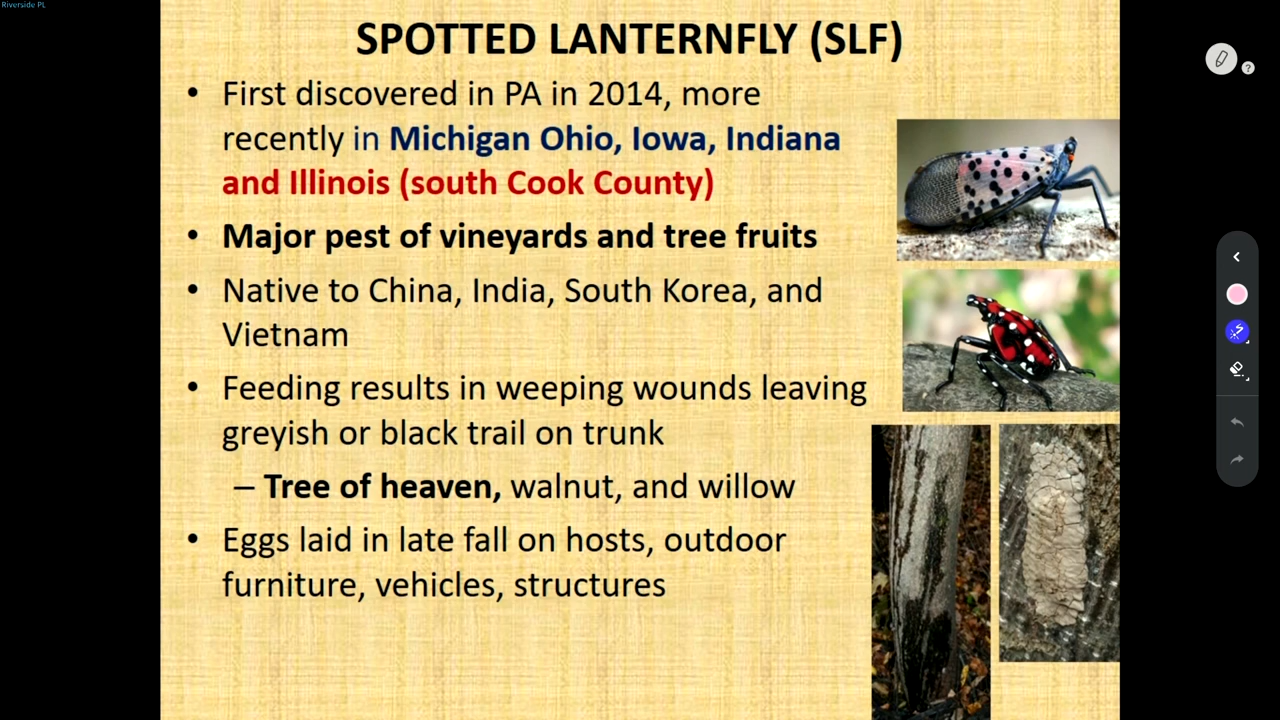 Riverside PL
SPOTTED LANTERNFLY (SLF)
• First discovered in PA in 2014, more
recently in Michigan Ohio, Iowa, Indiana
and Illinois (south Cook County)
• Major pest of vineyards and tree fruits
• Native to China, India, South Korea, and
Vietnam
• Feeding results in weeping wounds leaving
greyish or black trail on trunk
– Tree of heaven, walnut, and willow
• Eggs laid in late fall on hosts, outdoor
furniture, vehicles, structures
?